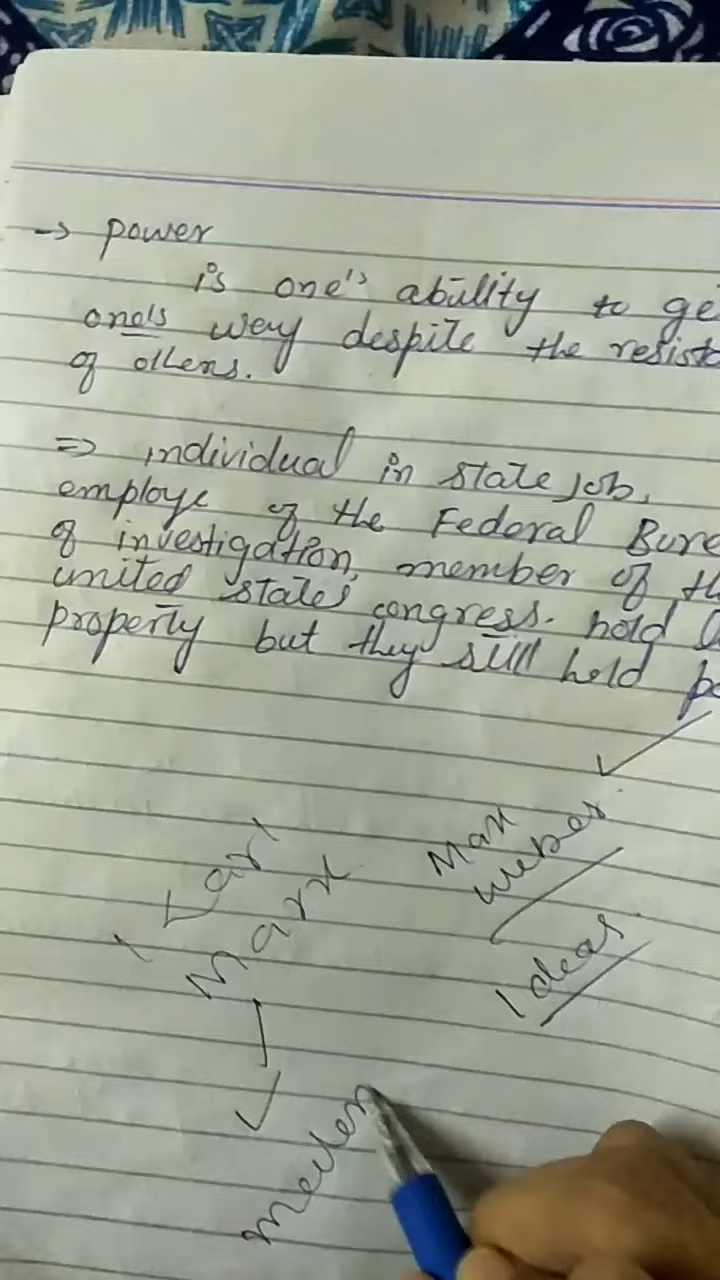 → power
is one's ability to ge
one's way despite the resist
of others.
⇒ individual in state job,
employe of the Federal Bure
of investigation, member of th
united states congress. hold l
property but they still hold po
Karl
Marx
Max
Weber
Ideas